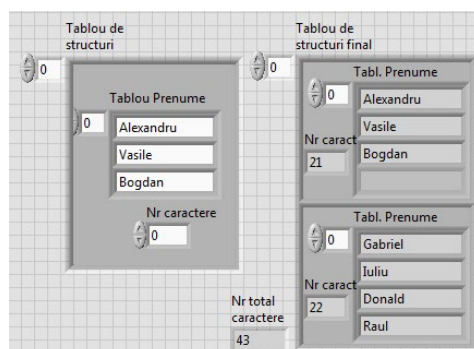 Tablou de
structuri
0
Tablou Prenume
0
Alexandru
Vasile
Bogdan
Nr caractere
0
Tablou de
structuri final
0
Tabl. Prenume
0
Alexandru
Vasile
Bogdan
Nr caract
21
Tabl. Prenume
0
Gabriel
Iuliu
Donald
Raul
Nr caract
22
Nr total
caractere
43